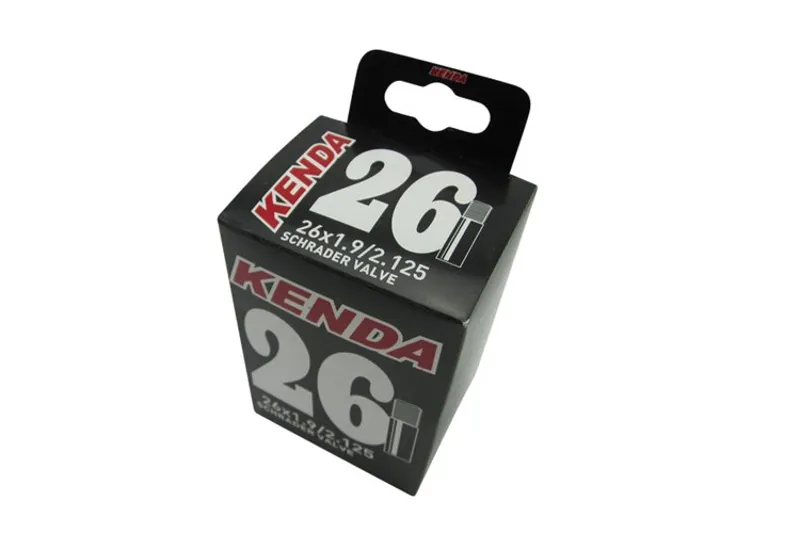 KENDA
KENDA
26
26x1.9/2.125
SCHRADER VALVE
KENDA
26
26x1.9/2.125
SCHRADER VALVE